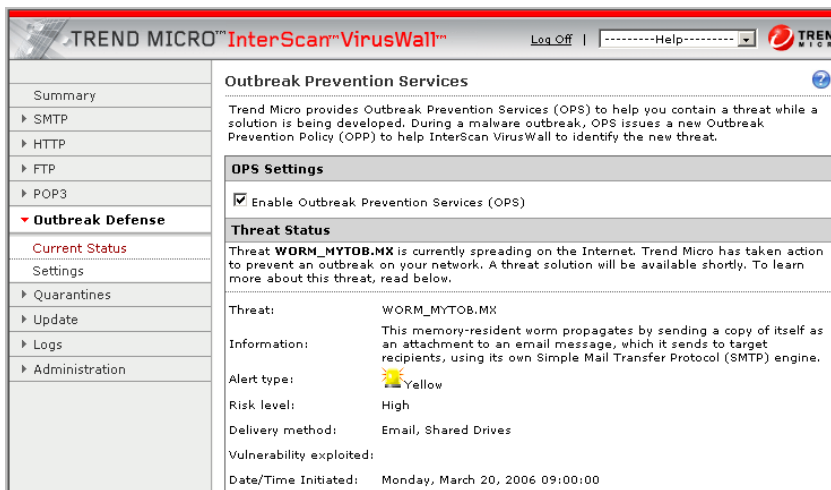 TREND MICRO™ InterScan™ VirusWall™
Log Off | ---------Help---------
TREN
MICR
Summary
SMTP
HTTP
FTP
POP3
Outbreak Defense
Current Status
Settings
Quarantines
Update
Logs
Administration
Outbreak Prevention Services
Trend Micro provides Outbreak Prevention Services (OPS) to help you contain a threat while a
solution is being developed. During a malware outbreak, OPS issues a new Outbreak
Prevention Policy (OPP) to help InterScan VirusWall to identify the new threat.
OPS Settings
Enable Outbreak Prevention Services (OPS)
Threat Status
Threat WORM_MYTOB.MX is currently spreading on the Internet. Trend Micro has taken action
to prevent an outbreak on your network. A threat solution will be available shortly. To learn
more about this threat, read below.
Threat: WORM_MYTOB.MX
Information: This memory-resident worm propagates by sending a copy of itself as
an attachment to an email message, which it sends to target
recipients, using its own Simple Mail Transfer Protocol (SMTP) engine.
Alert type: Yellow
Risk level: High
Delivery method: Email, Shared Drives
Vulnerability exploited:
Date/Time Initiated: Monday, March 20, 2006 09:00:00